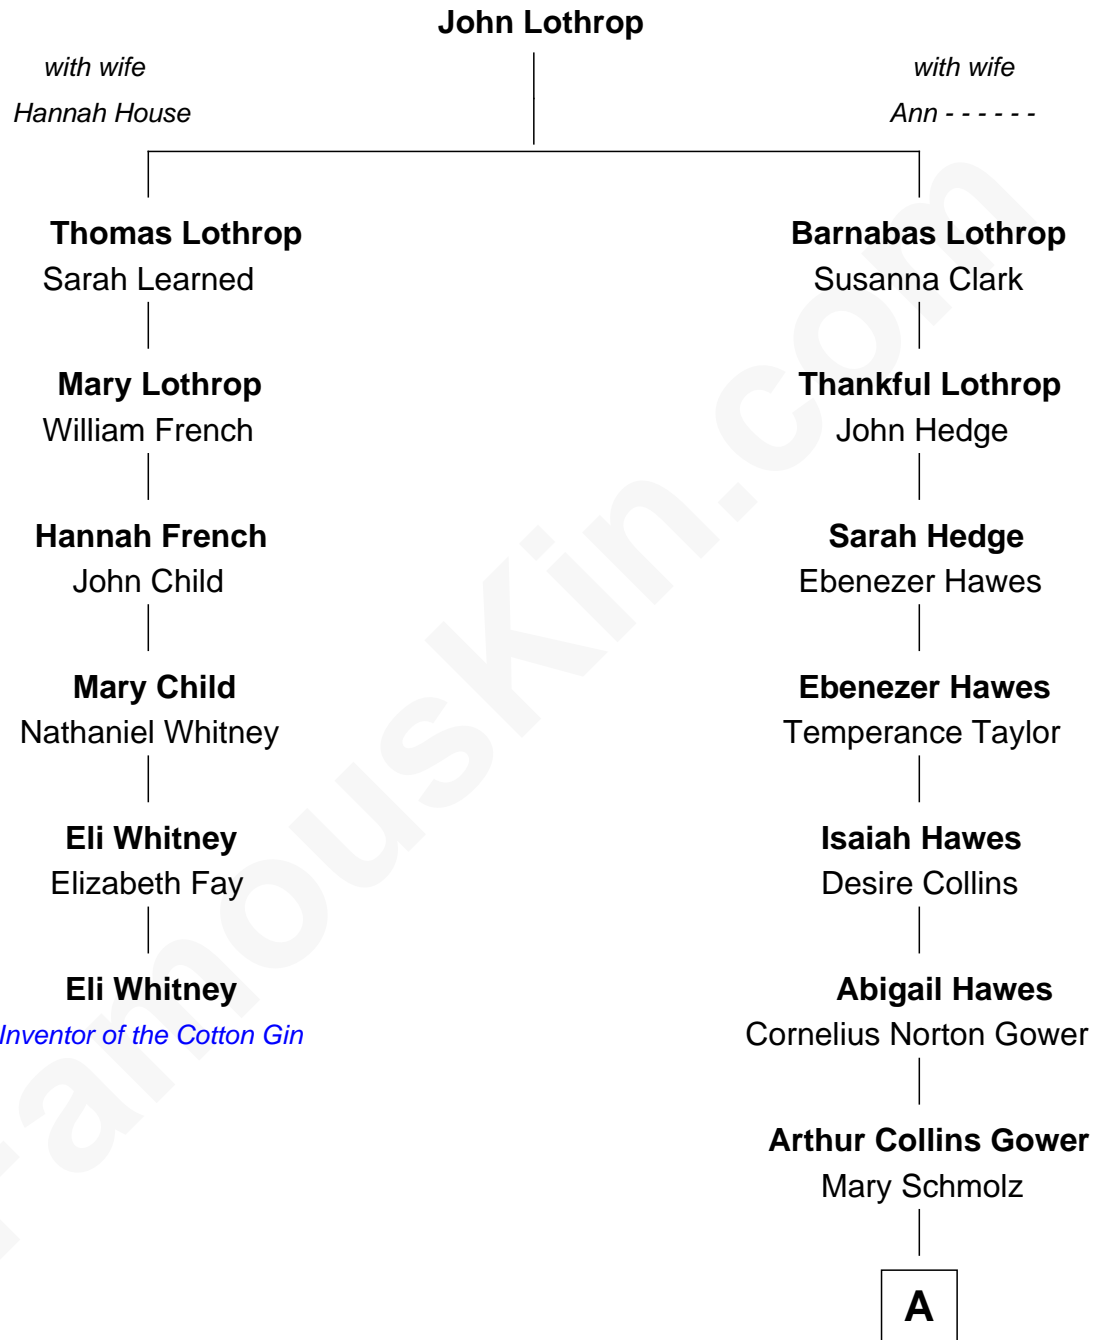 John Lothrop
with wife
Hannah House
with wife
Ann - - - - - -
Thomas Lothrop
Sarah Learned
Barnabas Lothrop
Susanna Clark
Mary Lothrop
William French
Thankful Lothrop
John Hedge
Hannah French
John Child
Sarah Hedge
Ebenezer Hawes
Mary Child
Nathaniel Whitney
Ebenezer Hawes
Temperance Taylor
Eli Whitney
Elizabeth Fay
Isaiah Hawes
Desire Collins
Eli Whitney
Inventor of the Cotton Gin
Abigail Hawes
Cornelius Norton Gower
Arthur Collins Gower
Mary Schmolz
A
FamousKin.com